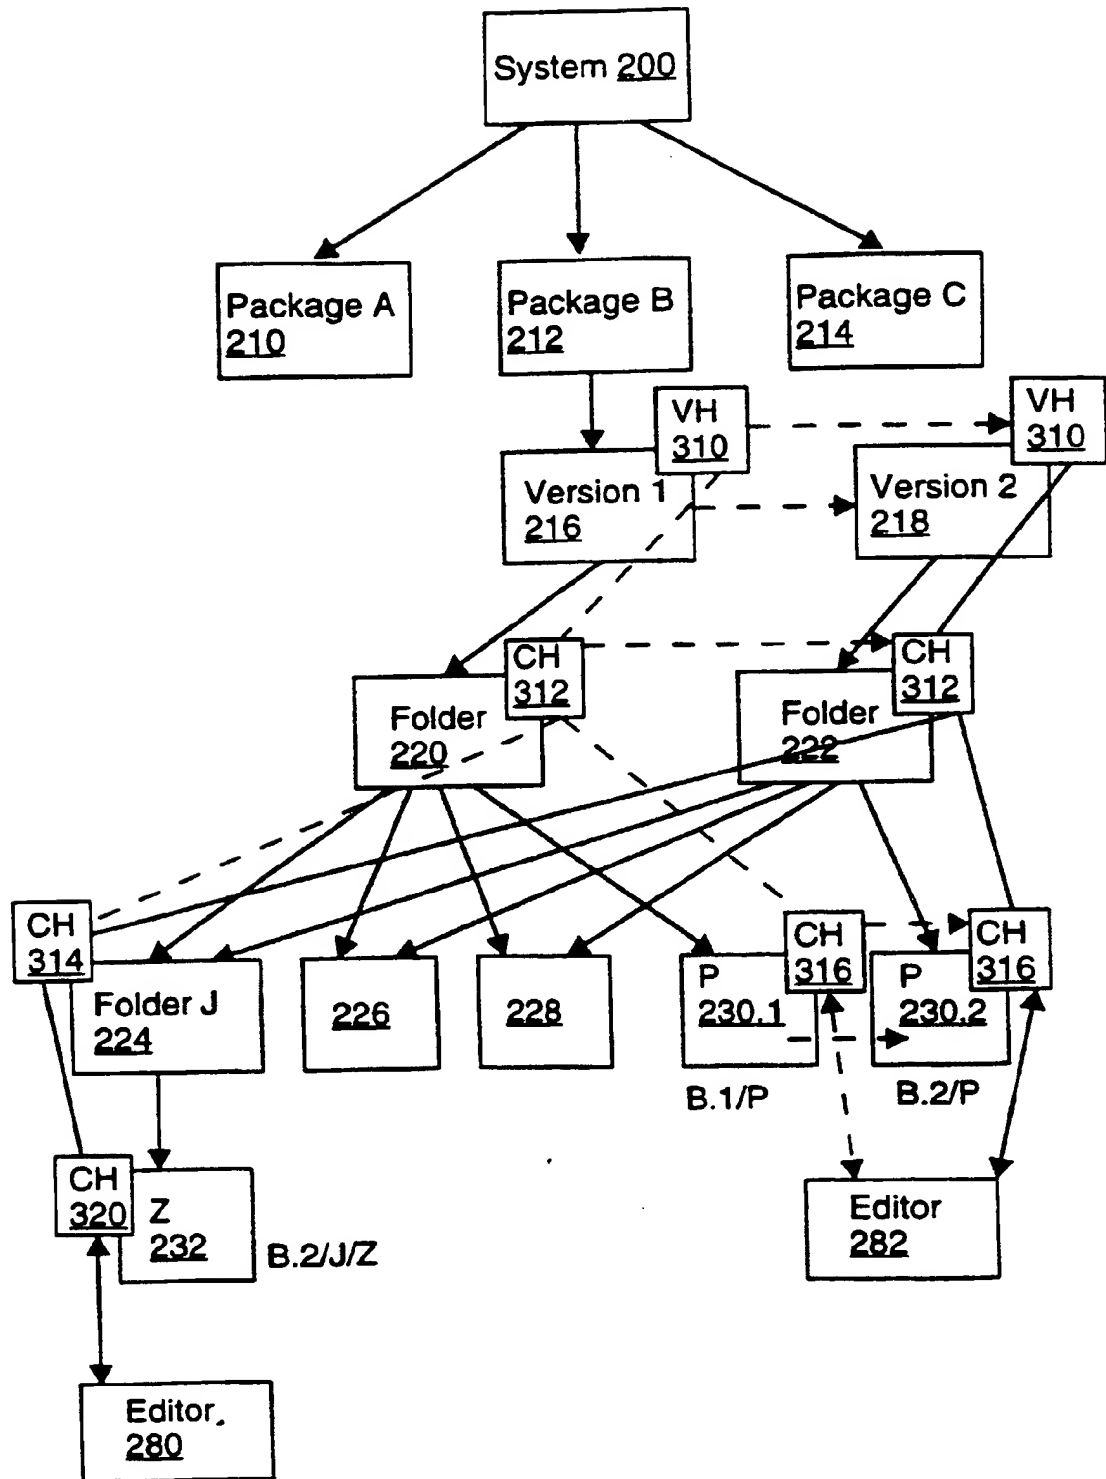 System 200
Package A
210
Package B
212
Package C
214
VH
310
VH
310
Version 1
216
Version 2
218
CH
312
CH
312
Folder
220
Folder
222
CH
314
Folder J
224
226
228
P
230.1
CH
316
P
230.2
CH
316
B.1/P
B.2/P
CH
320
Z
232
B.2/J/Z
Editor
282
Editor
280